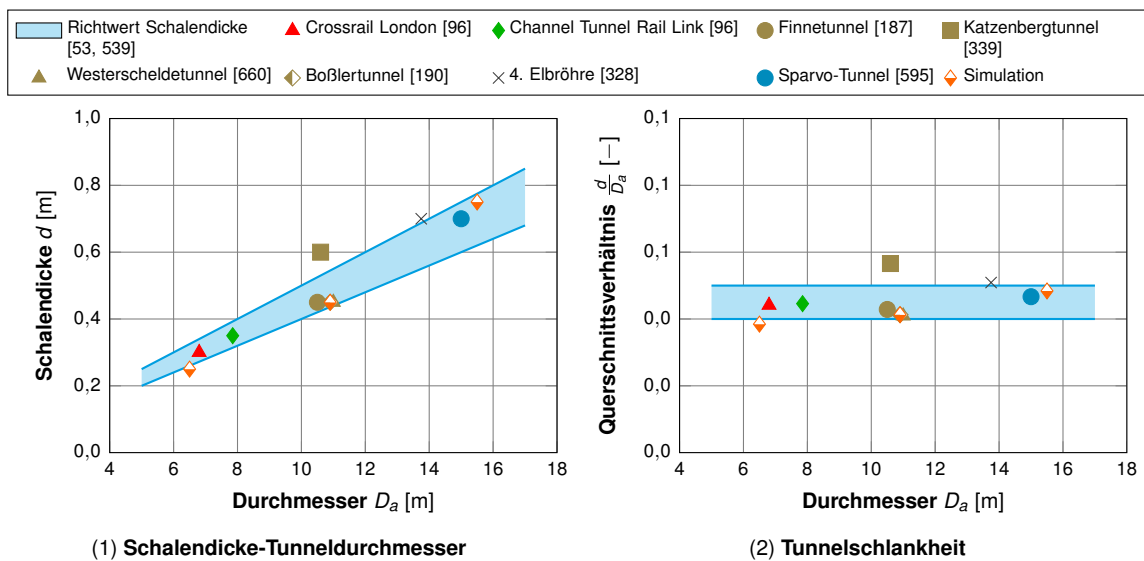 Richtwert Schalendicke [53, 539]
Crossrail London [96]
Channel Tunnel Rail Link [96]
Finnetunnel [187]
Katzenbergtunnel [339]
Westerscheldetunnel [660]
Boßlertunnel [190]
4. Elbröhre [328]
Sparvo-Tunnel [595]
Simulation
1,0
0,8
0,6
0,4
0,2
0,0
4 6 8 10 12 14 16 18
Schalendicke d [m]
Durchmesser D_a [m]
(1) Schalendicke-Tunneldurchmesser
0,1
0,1
0,1
0,0
0,0
0,0
4 6 8 10 12 14 16 18
Querschnittsverhältnis d/D_a [−]
Durchmesser D_a [m]
(2) Tunnelschlankheit